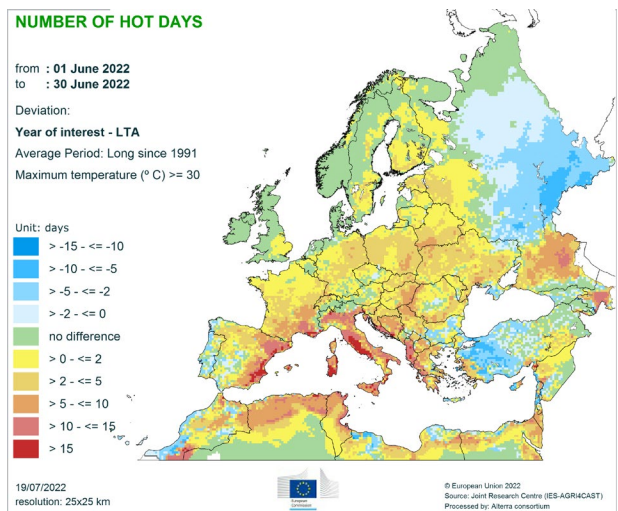 NUMBER OF HOT DAYS
from : 01 June 2022
to : 30 June 2022
Deviation:
Year of interest - LTA
Average Period: Long since 1991
Maximum temperature (º C) >= 30
Unit: days
> -15 - <= -10
> -10 - <= -5
> -5 - <= -2
> -2 - <= 0
no difference
> 0 - <= 2
> 2 - <= 5
> 5 - <= 10
> 10 - <= 15
> 15
19/07/2022
resolution: 25x25 km
European
Commission
© European Union 2022
Source: Joint Research Centre (IES-AGRI4CAST)
Processed by: Alterra consortium